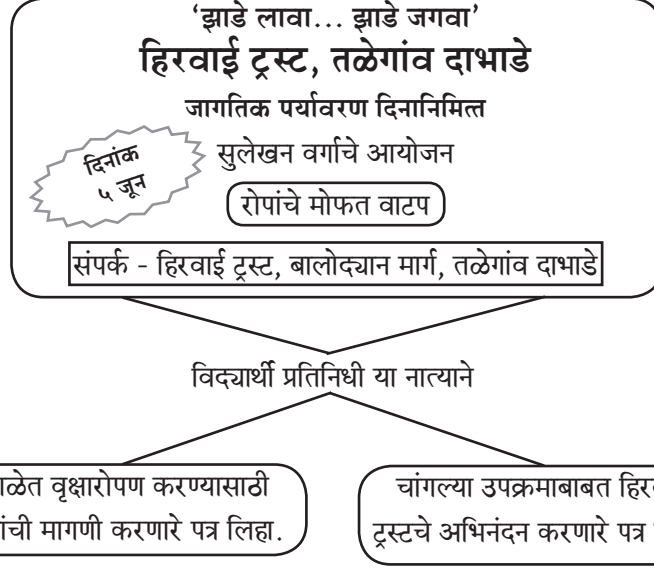 ‘झाडे लावा... झाडे जगवा’
हिरवाई ट्रस्ट, तळेगांव दाभाडे
जागतिक पर्यावरण दिनानिमित्त
सुलेखन वर्गाचे आयोजन
दिनांक
५ जून
रोपांचे मोफत वाटप
संपर्क - हिरवाई ट्रस्ट, बालोद्यान मार्ग, तळेगांव दाभाडे
विद्यार्थी प्रतिनिधी या नात्याने
वृक्षारोपण करण्यासाठी
मागणी करणारे पत्र लिहा.
चांगल्या उपक्रमाबाबत
ट्रस्टचे अभिनंदन करणारे पत्र